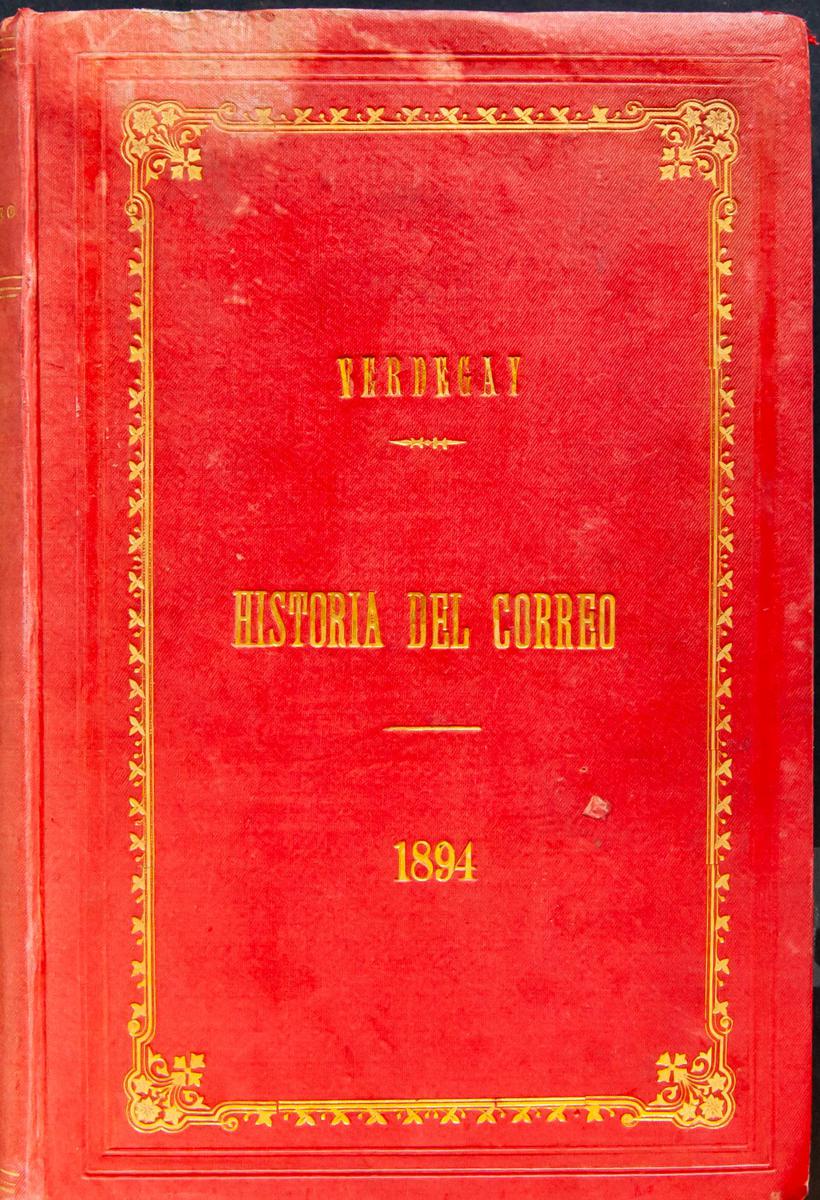 VERDEGAY
HISTORIA DEL CORREO
1894